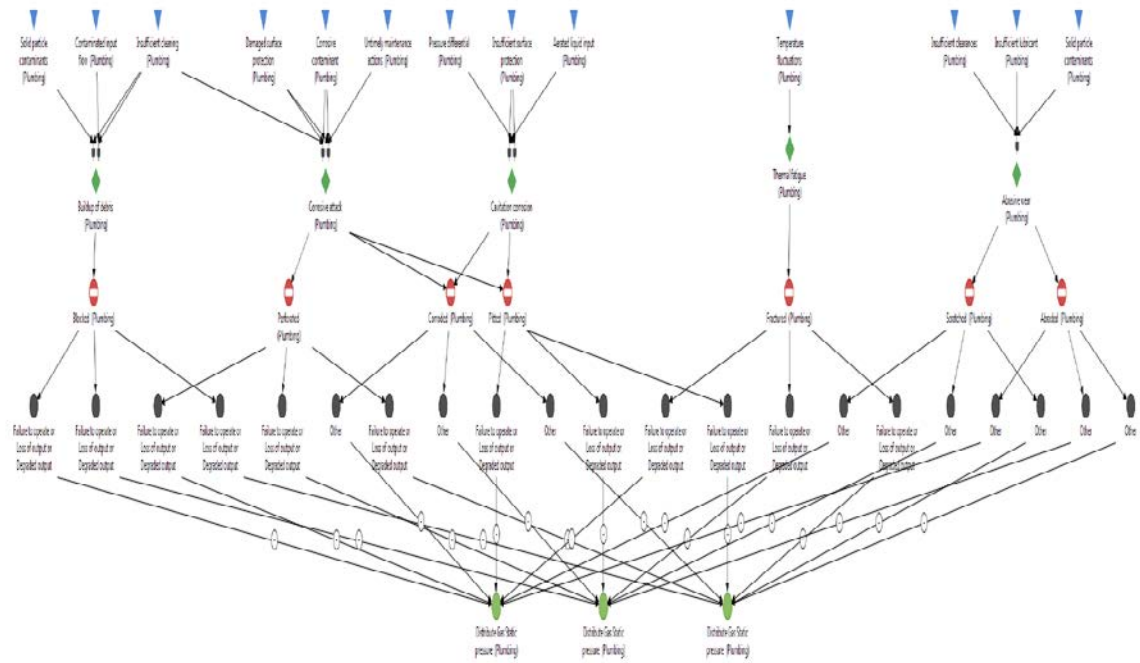 Solid particle
contaminants
(Plumbing)
Contaminated input
flow (Plumbing)
Insufficient cleaning
(Plumbing)
Damaged surface
protection
(Plumbing)
Corrosive
contaminant
(Plumbing)
Untimely maintenance
actions (Plumbing)
Pressure differential
(Plumbing)
Insufficient surface
protection
(Plumbing)
Aerated liquid input
(Plumbing)
Temperature
fluctuations
(Plumbing)
Insufficient clearances
(Plumbing)
Insufficient lubricant
(Plumbing)
Solid particle
contaminants
(Plumbing)
Buildup of debris
(Plumbing)
Corrosive attack
(Plumbing)
Cavitation corrosion
(Plumbing)
Thermal fatigue
(Plumbing)
Abrasive wear
(Plumbing)
Blocked (Plumbing)
Perforated
(Plumbing)
Corroded (Plumbing)
Pitted (Plumbing)
Fractured (Plumbing)
Scratched (Plumbing)
Abraded (Plumbing)
Failure to operate or
Loss of output or
Degraded output
Failure to operate or
Loss of output or
Degraded output
Failure to operate or
Loss of output or
Degraded output
Failure to operate or
Loss of output or
Degraded output
Failure to operate or
Loss of output or
Degraded output
Other
Failure to operate or
Loss of output or
Degraded output
Other
Failure to operate or
Loss of output or
Degraded output
Other
Failure to operate or
Loss of output or
Degraded output
Failure to operate or
Loss of output or
Degraded output
Failure to operate or
Loss of output or
Degraded output
Failure to operate or
Loss of output or
Degraded output
Other
Failure to operate or
Loss of output or
Degraded output
Other
Other
Other
Other
Other
Distribute Gas Static
pressure (Plumbing)
Distribute Gas Static
pressure (Plumbing)
Distribute Gas Static
pressure (Plumbing)